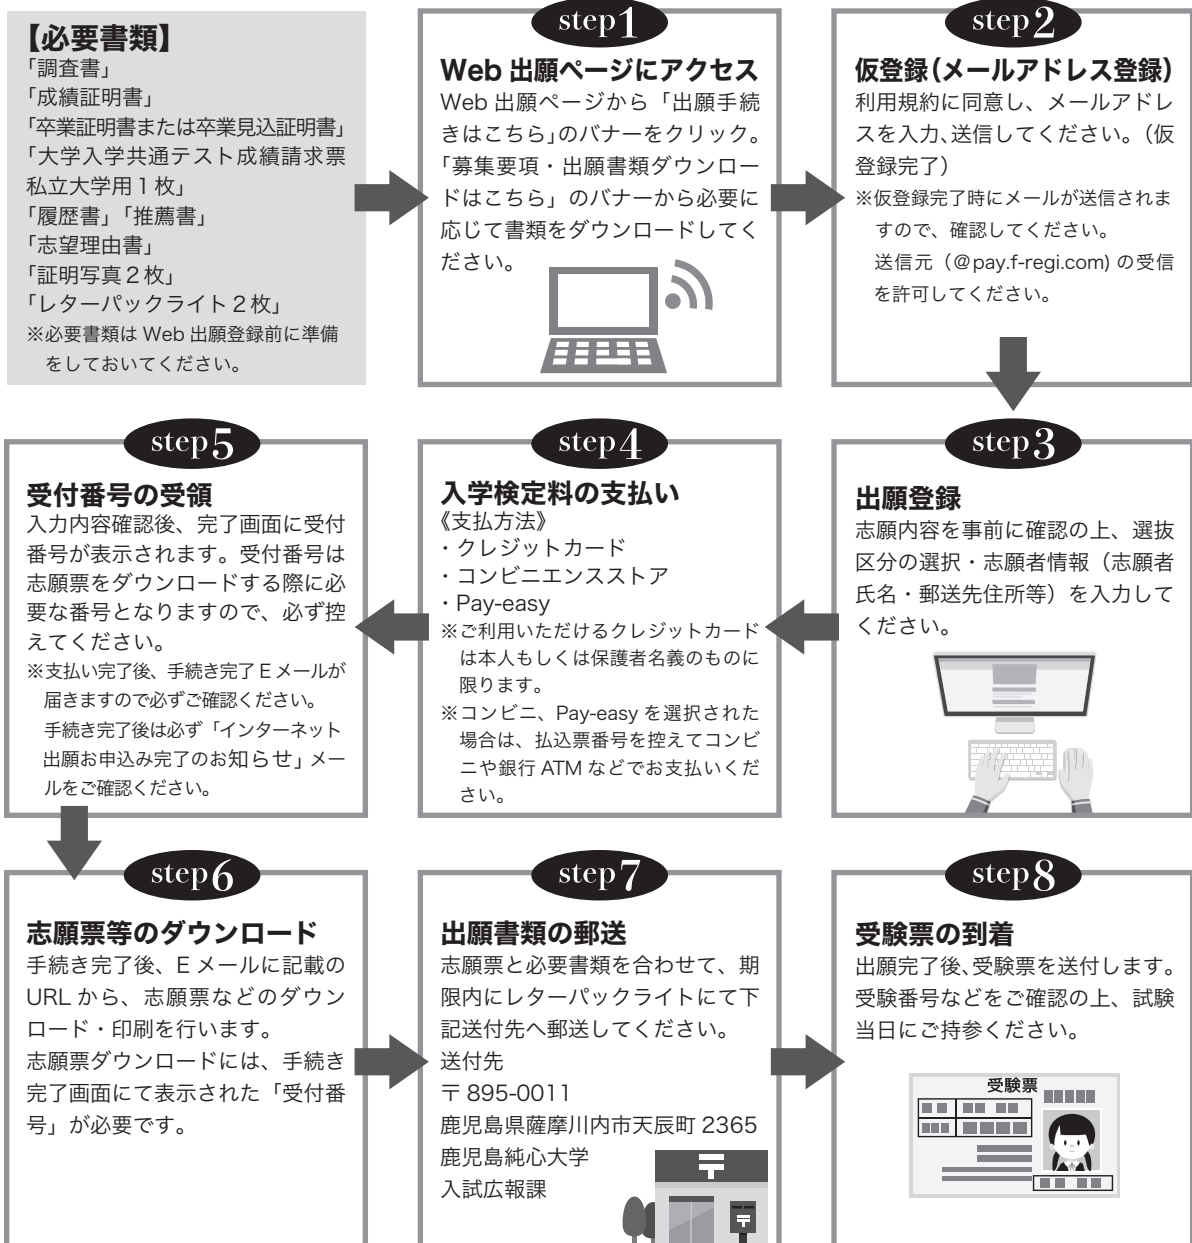 【必要書類】
「調査書」
「成績証明書」
「卒業証明書または卒業見込証明書」
「大学入学共通テスト成績請求票
私立大学用１枚」
「履歴書」「推薦書」
「志望理由書」
「証明写真２枚」
「レターパックライト２枚」
※必要書類は Web 出願登録前に準備
をしておいてください。
step1
Web 出願ページにアクセス
Web 出願ページから「出願手続
きはこちら」のバナーをクリック。
「募集要項・出願書類ダウンロー
ドはこちら」のバナーから必要に
応じて書類をダウンロードしてく
ださい。
step2
仮登録（メールアドレス登録）
利用規約に同意し、メールアドレ
スを入力、送信してください。（仮
登録完了）
※仮登録完了時にメールが送信されま
すので、確認してください。
送信元（@pay.f-regi.com) の受信
を許可してください。
step3
出願登録
志願内容を事前に確認の上、選抜
区分の選択・志願者情報（志願者
氏名・郵送先住所等）を入力して
ください。
step4
入学検定料の支払い
《支払方法》
・クレジットカード
・コンビニエンスストア
・Pay-easy
※ご利用いただけるクレジットカード
は本人もしくは保護者名義のものに
限ります。
※コンビニ、Pay-easy を選択された
場合は、払込票番号を控えてコンビ
ニや銀行 ATM などでお支払いくだ
さい。
step5
受付番号の受領
入力内容確認後、完了画面に受付
番号が表示されます。受付番号は
志願票をダウンロードする際に必
要な番号となりますので、必ず控
えてください。
※支払い完了後、手続き完了 E メールが
届きますので必ずご確認ください。
手続き完了後は必ず「インターネット
出願お申込み完了のお知らせ」メー
ルをご確認ください。
step6
志願票等のダウンロード
手続き完了後、E メールに記載の
URL から、志願票などのダウン
ロード・印刷を行います。
志願票ダウンロードには、手続き
完了画面にて表示された「受付番
号」が必要です。
step7
出願書類の郵送
志願票と必要書類を合わせて、期
限内にレターパックライトにて下
記送付先へ郵送してください。
送付先
〒 895-0011
鹿児島県薩摩川内市天辰町 2365
鹿児島純心大学
入試広報課
〒
〒
step8
受験票の到着
出願完了後、受験票を送付します。
受験番号などをご確認の上、試験
当日にご持参ください。
受験票